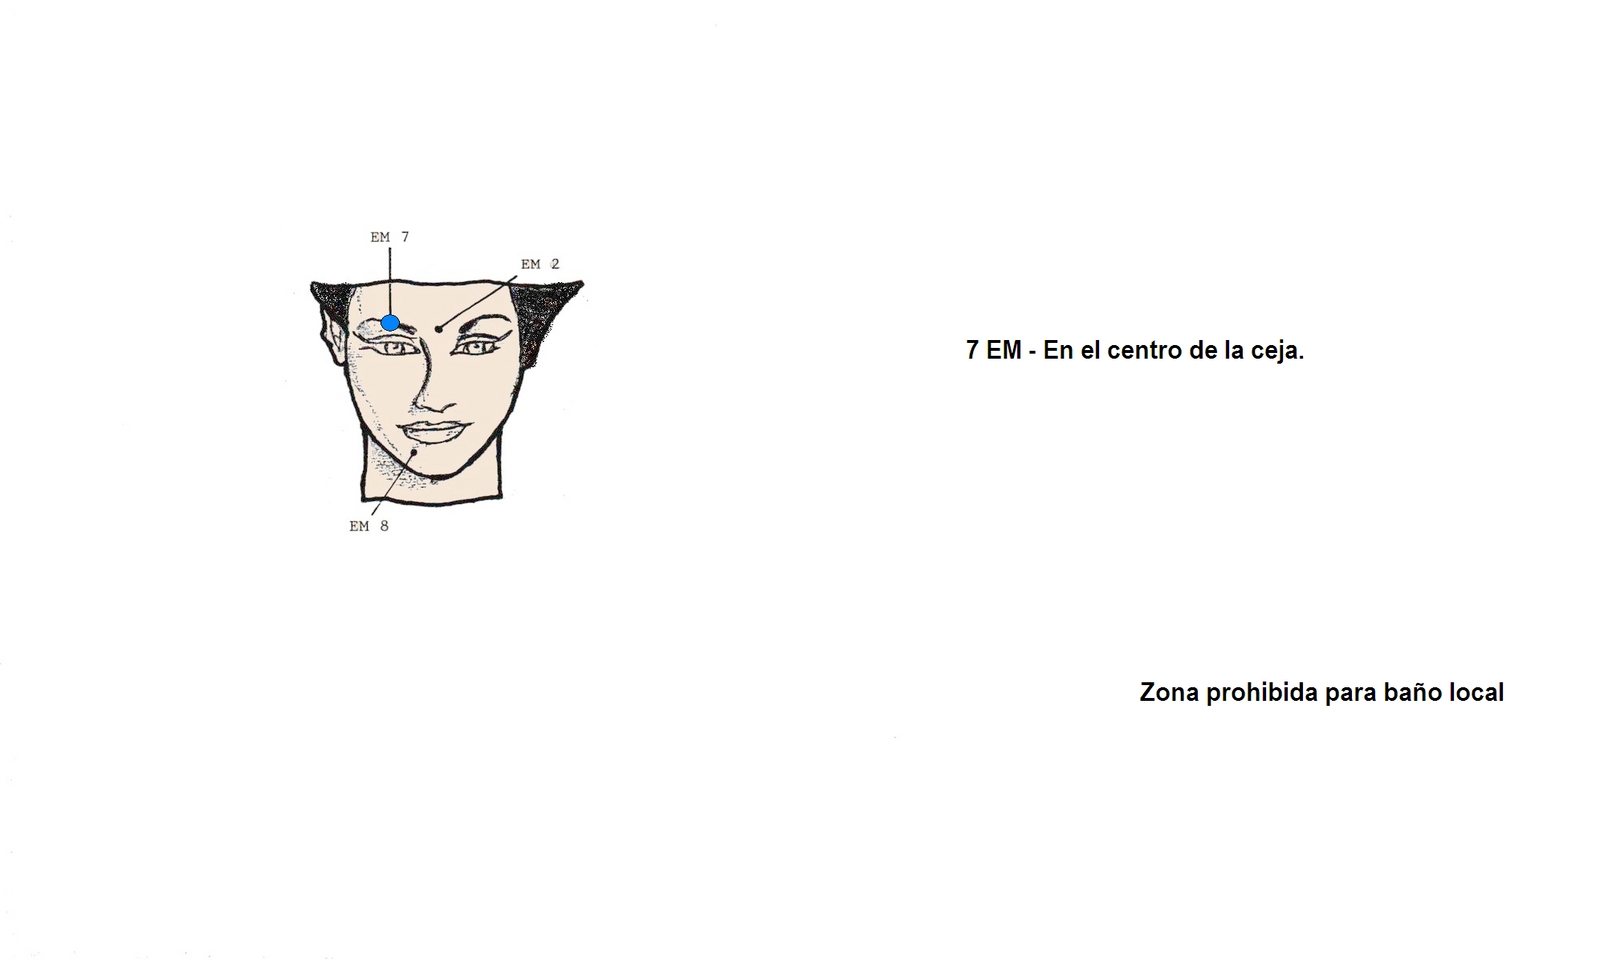 EM 7
EM 2
7 EM - En el centro de la ceja.
EM 8
Zona prohibida para baño local